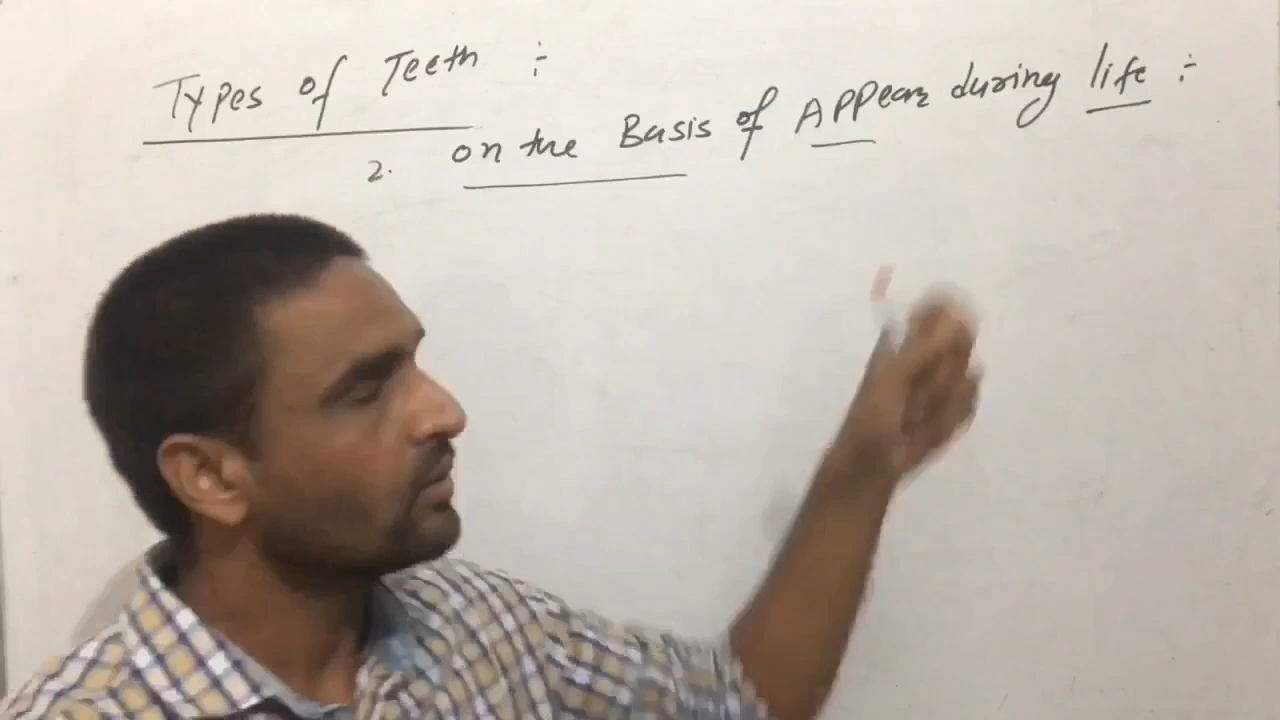 Types of Teeth :-
2. on the Basis of Appear during life :-